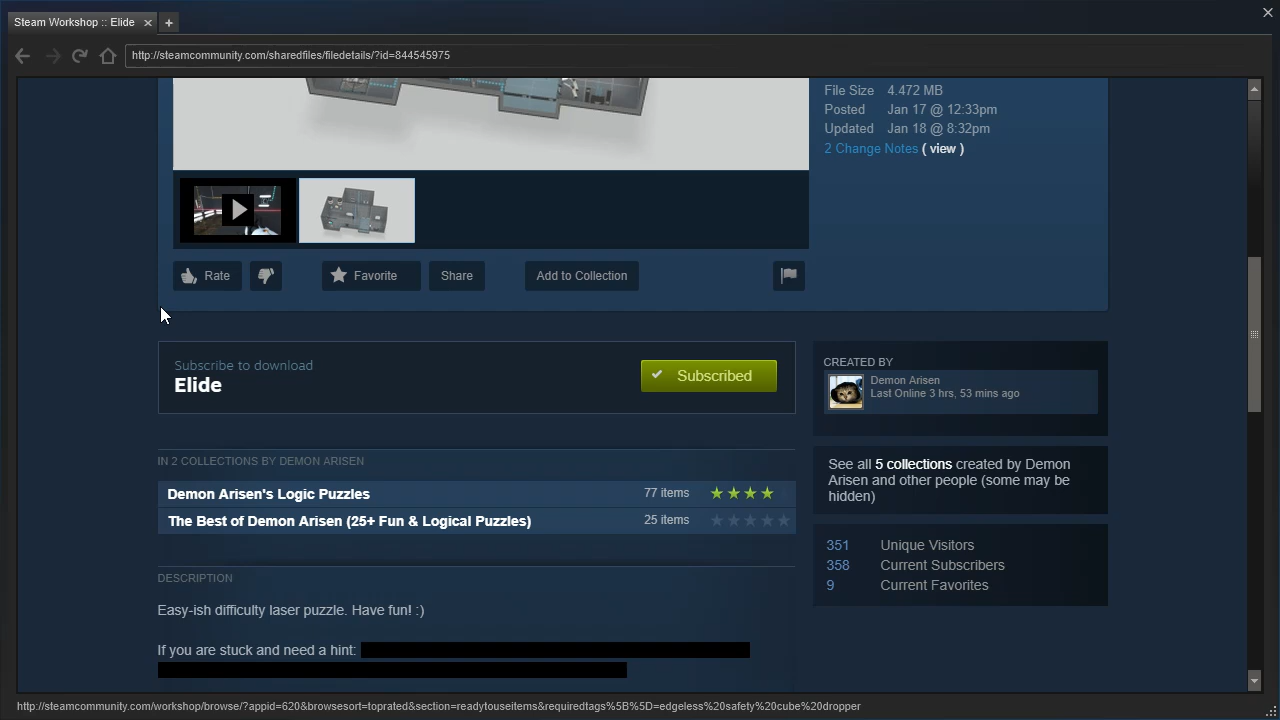 Steam Workshop :: Elide
http://steamcommunity.com/sharedfiles/filedetails/?id=844545975
File Size 4.472 MB
Posted Jan 17 @ 12:33pm
Updated Jan 18 @ 8:32pm
2 Change Notes ( view )
Rate
Favorite
Share
Add to Collection
Subscribe to download
Elide
Subscribed
CREATED BY
Demon Arisen
Last Online 3 hrs, 53 mins ago
IN 2 COLLECTIONS BY DEMON ARISEN
Demon Arisen's Logic Puzzles 77 items
The Best of Demon Arisen (25+ Fun & Logical Puzzles) 25 items
See all 5 collections created by Demon
Arisen and other people (some may be
hidden)
351 Unique Visitors
358 Current Subscribers
9 Current Favorites
DESCRIPTION
Easy-ish difficulty laser puzzle. Have fun! :)
If you are stuck and need a hint:
http://steamcommunity.com/workshop/browse/?appid=620&browsesort=toprated&section=readytouseitems&requiredtags%5B%5D=edgeless%20safety%20cube%20dropper